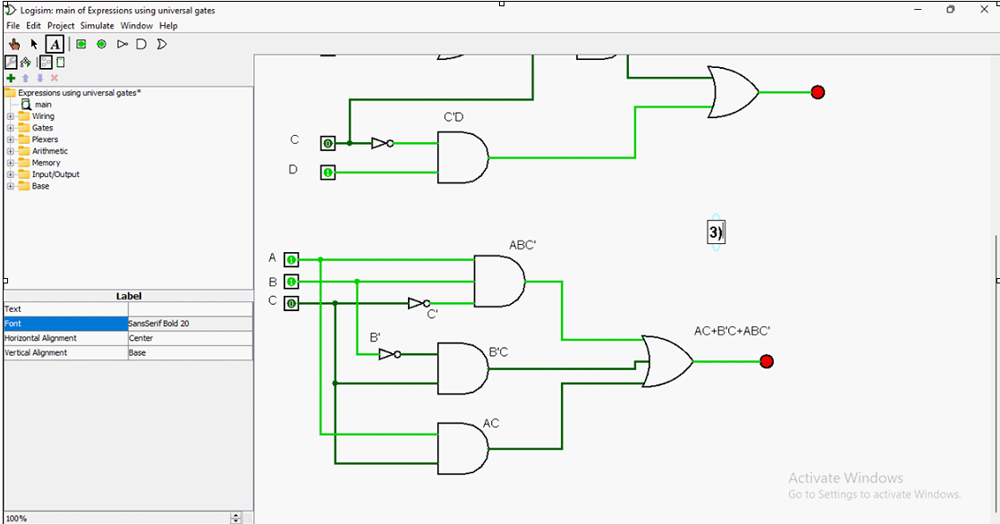 Logisim: main of Expressions using universal gates
File Edit Project Simulate Window Help
A
Expressions using universal gates*
main
Wiring
Gates
Plexers
Arithmetic
Memory
Input/Output
Base
Label
Text
Font SansSerif Bold 20
Horizontal Alignment Center
Vertical Alignment Base
100%
C'D
C 0
D 1
3)
ABC'
A 1
B 1
C 0
C'
B'
B'C
AC+B'C+ABC'
AC
Activate Windows
Go to Settings to activate Windows.